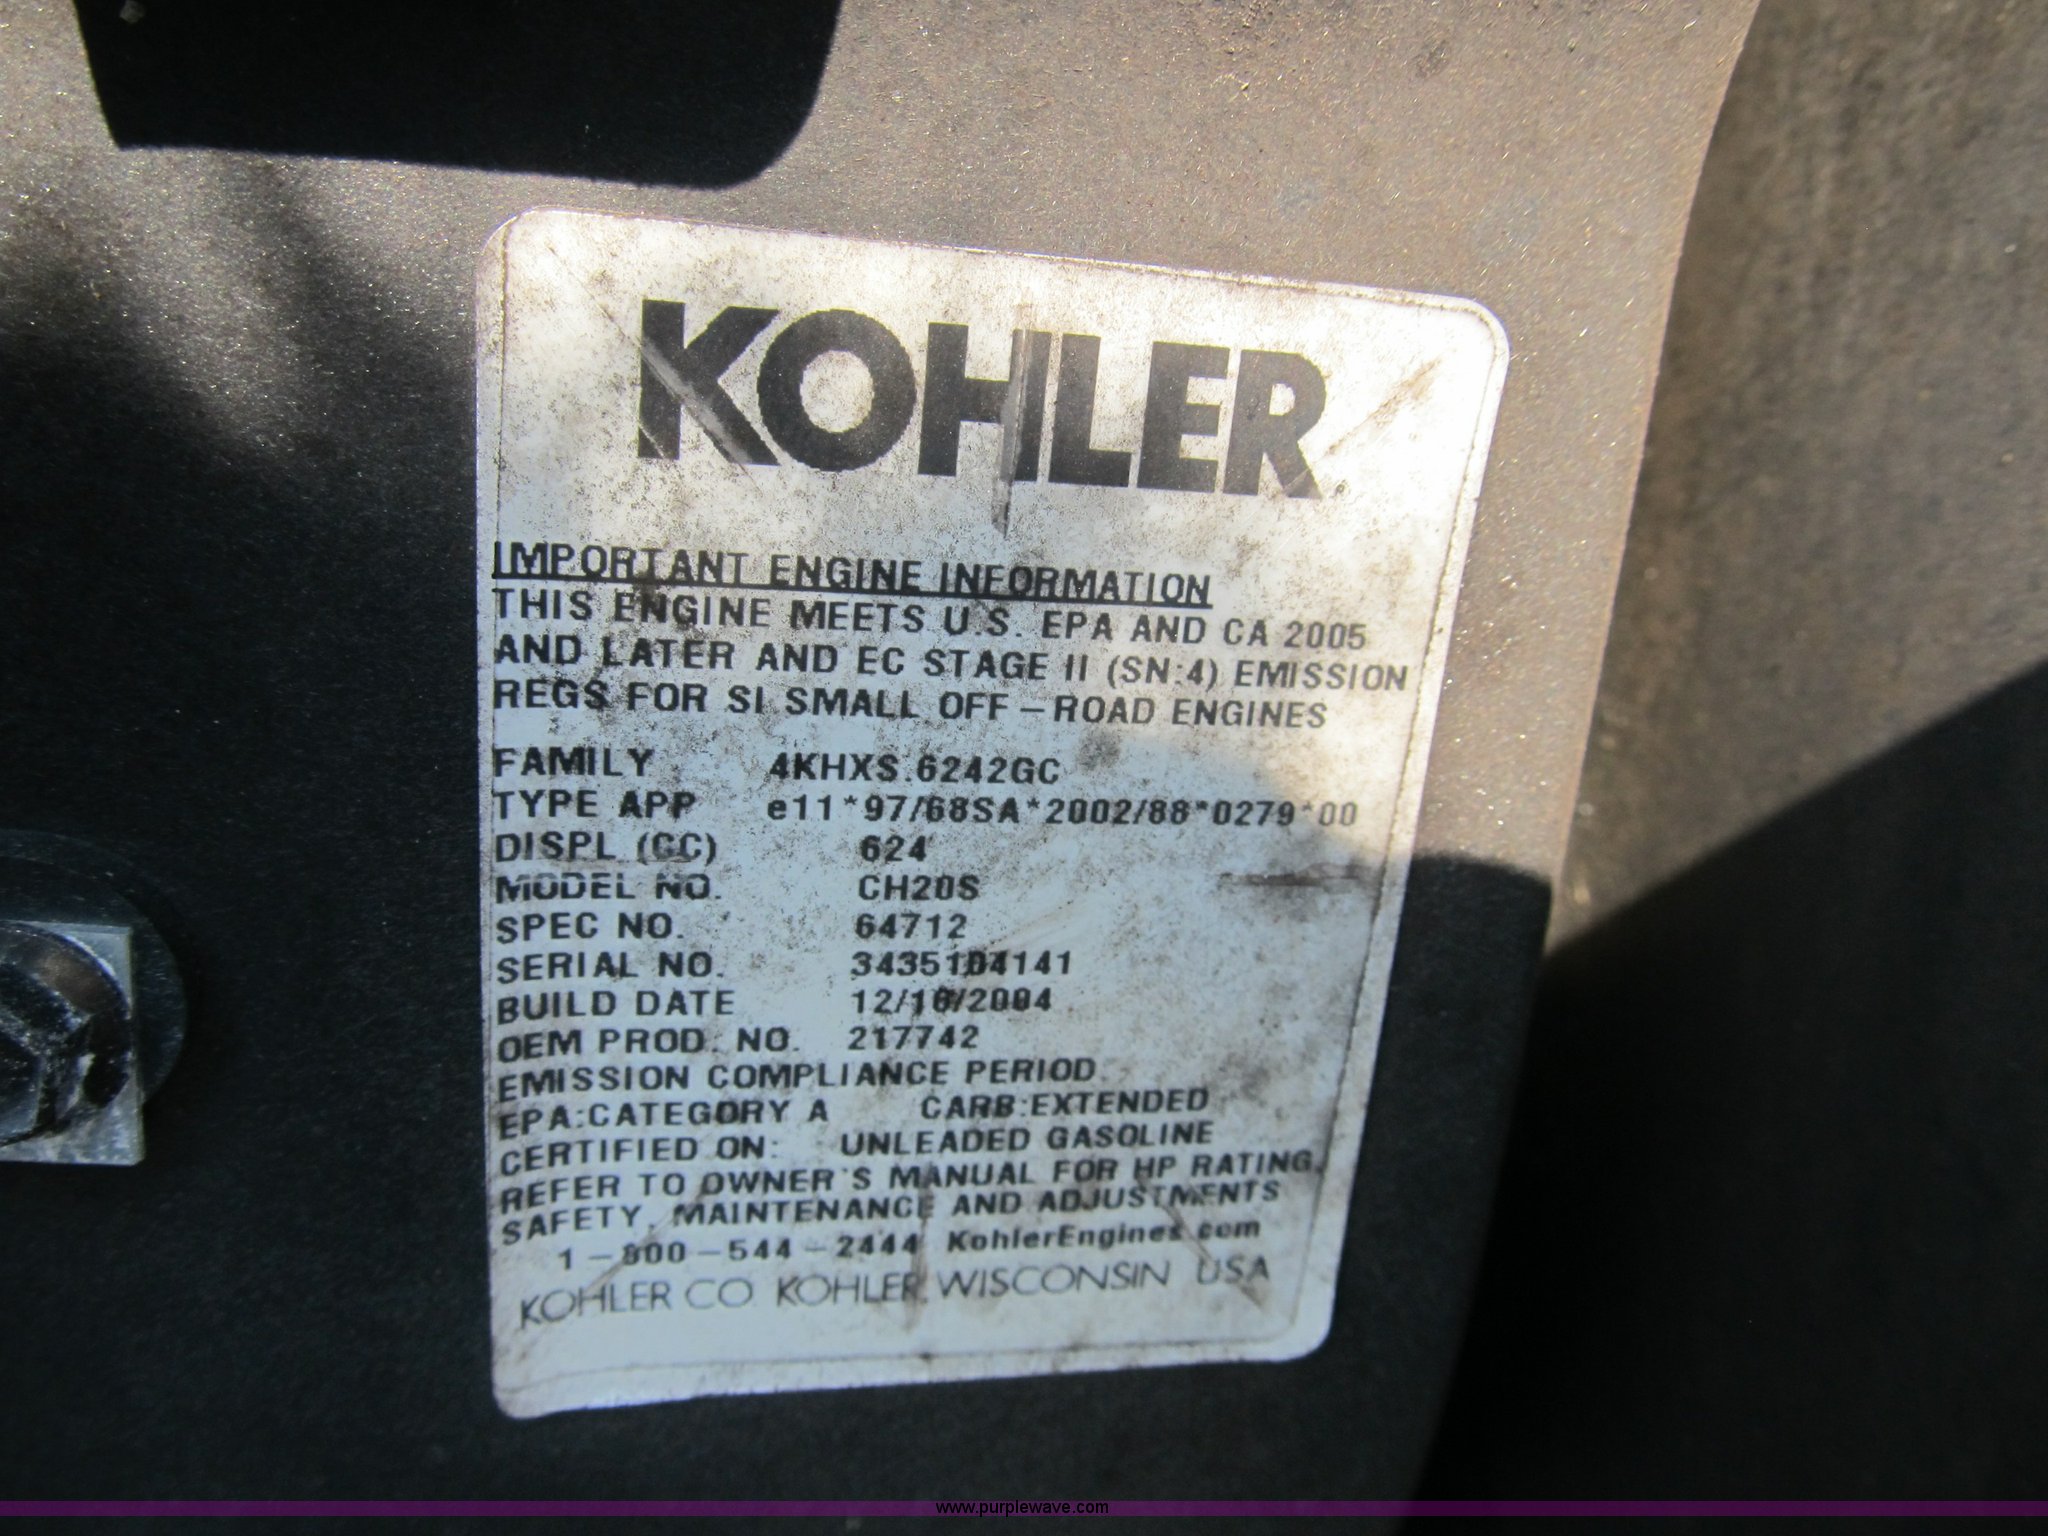 KOHLER
IMPORTANT ENGINE INFORMATION
THIS ENGINE MEETS U.S. EPA AND CA 2005
AND LATER AND EC STAGE II (SN:4) EMISSION
REGS FOR SI SMALL OFF-ROAD ENGINES
FAMILY 4KHXS.6242GC
TYPE APP e11*97/68SA*2002/88*0279*00
DISPL (CC) 624
MODEL NO. CH20S
SPEC NO. 64712
SERIAL NO. 3435104141
BUILD DATE
OEM PROD. NO. 217742
EMISSION COMPLIANCE PERIOD
EPA:CATEGORY A CARB:EXTENDED
CERTIFIED ON: UNLEADED GASOLINE
REFER TO OWNER'S MANUAL FOR HP RATING,
SAFETY, MAINTENANCE AND ADJUSTMENTS
1-800-544-2444 KohlerEngines.com
KOHLER CO. KOHLER, WISCONSIN USA
www.purplewave.com